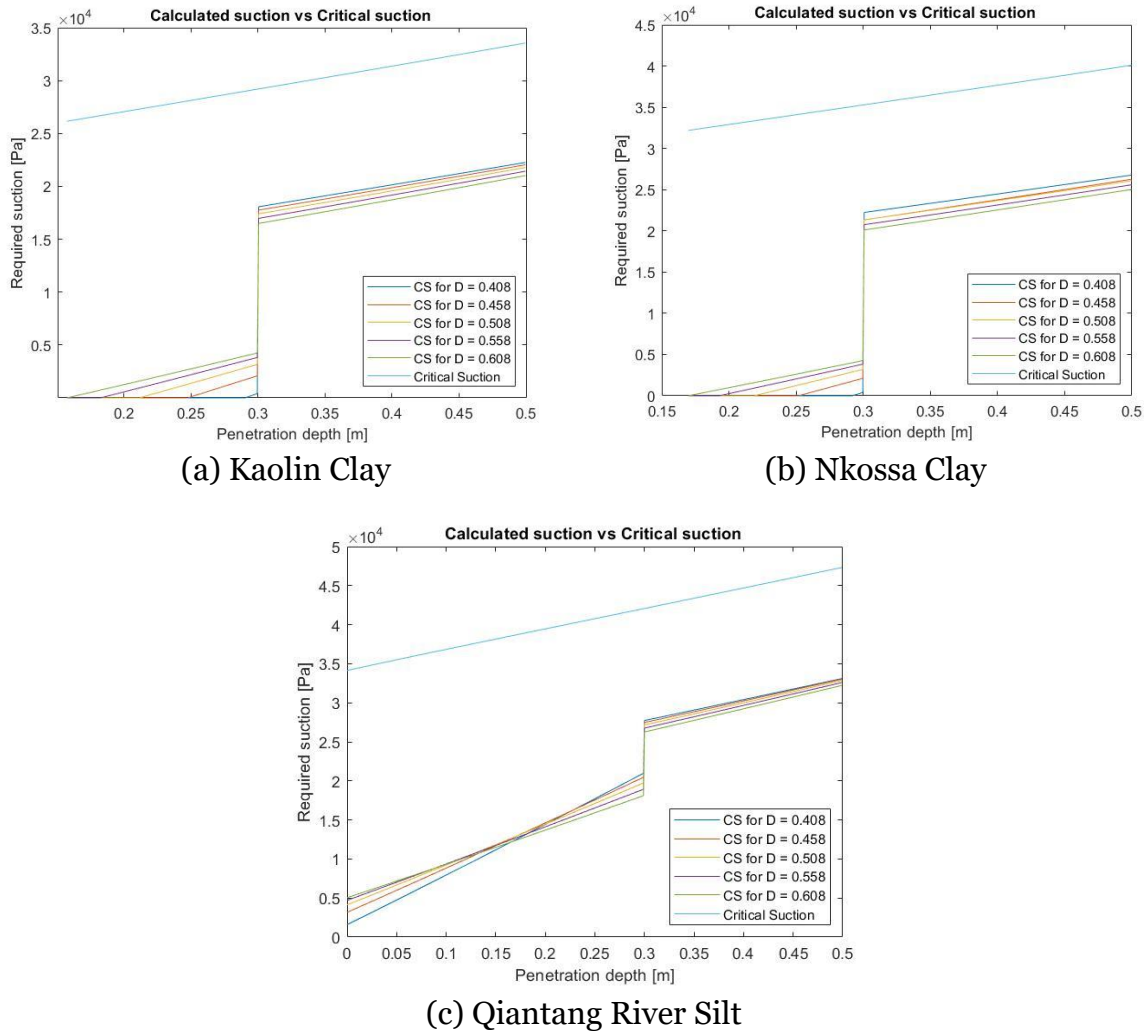 Calculated suction vs Critical suction
×10⁴
3.5
3
2.5
2
1.5
1
0.5
Required suction [Pa]
0.2
0.25
0.3
0.35
0.4
0.45
0.5
Penetration depth [m]
CS for D = 0.408
CS for D = 0.458
CS for D = 0.508
CS for D = 0.558
CS for D = 0.608
Critical Suction
(a) Kaolin Clay
Calculated suction vs Critical suction
×10⁴
4.5
4
3.5
3
2.5
2
1.5
1
0.5
0
Required suction [Pa]
0.15
0.2
0.25
0.3
0.35
0.4
0.45
0.5
Penetration depth [m]
CS for D = 0.408
CS for D = 0.458
CS for D = 0.508
CS for D = 0.558
CS for D = 0.608
Critical Suction
(b) Nkossa Clay
Calculated suction vs Critical suction
×10⁴
5
4.5
4
3.5
3
2.5
2
1.5
1
0.5
0
Required suction [Pa]
0
0.05
0.1
0.15
0.2
0.25
0.3
0.35
0.4
0.45
0.5
Penetration depth [m]
CS for D = 0.408
CS for D = 0.458
CS for D = 0.508
CS for D = 0.558
CS for D = 0.608
Critical Suction
(c) Qiantang River Silt